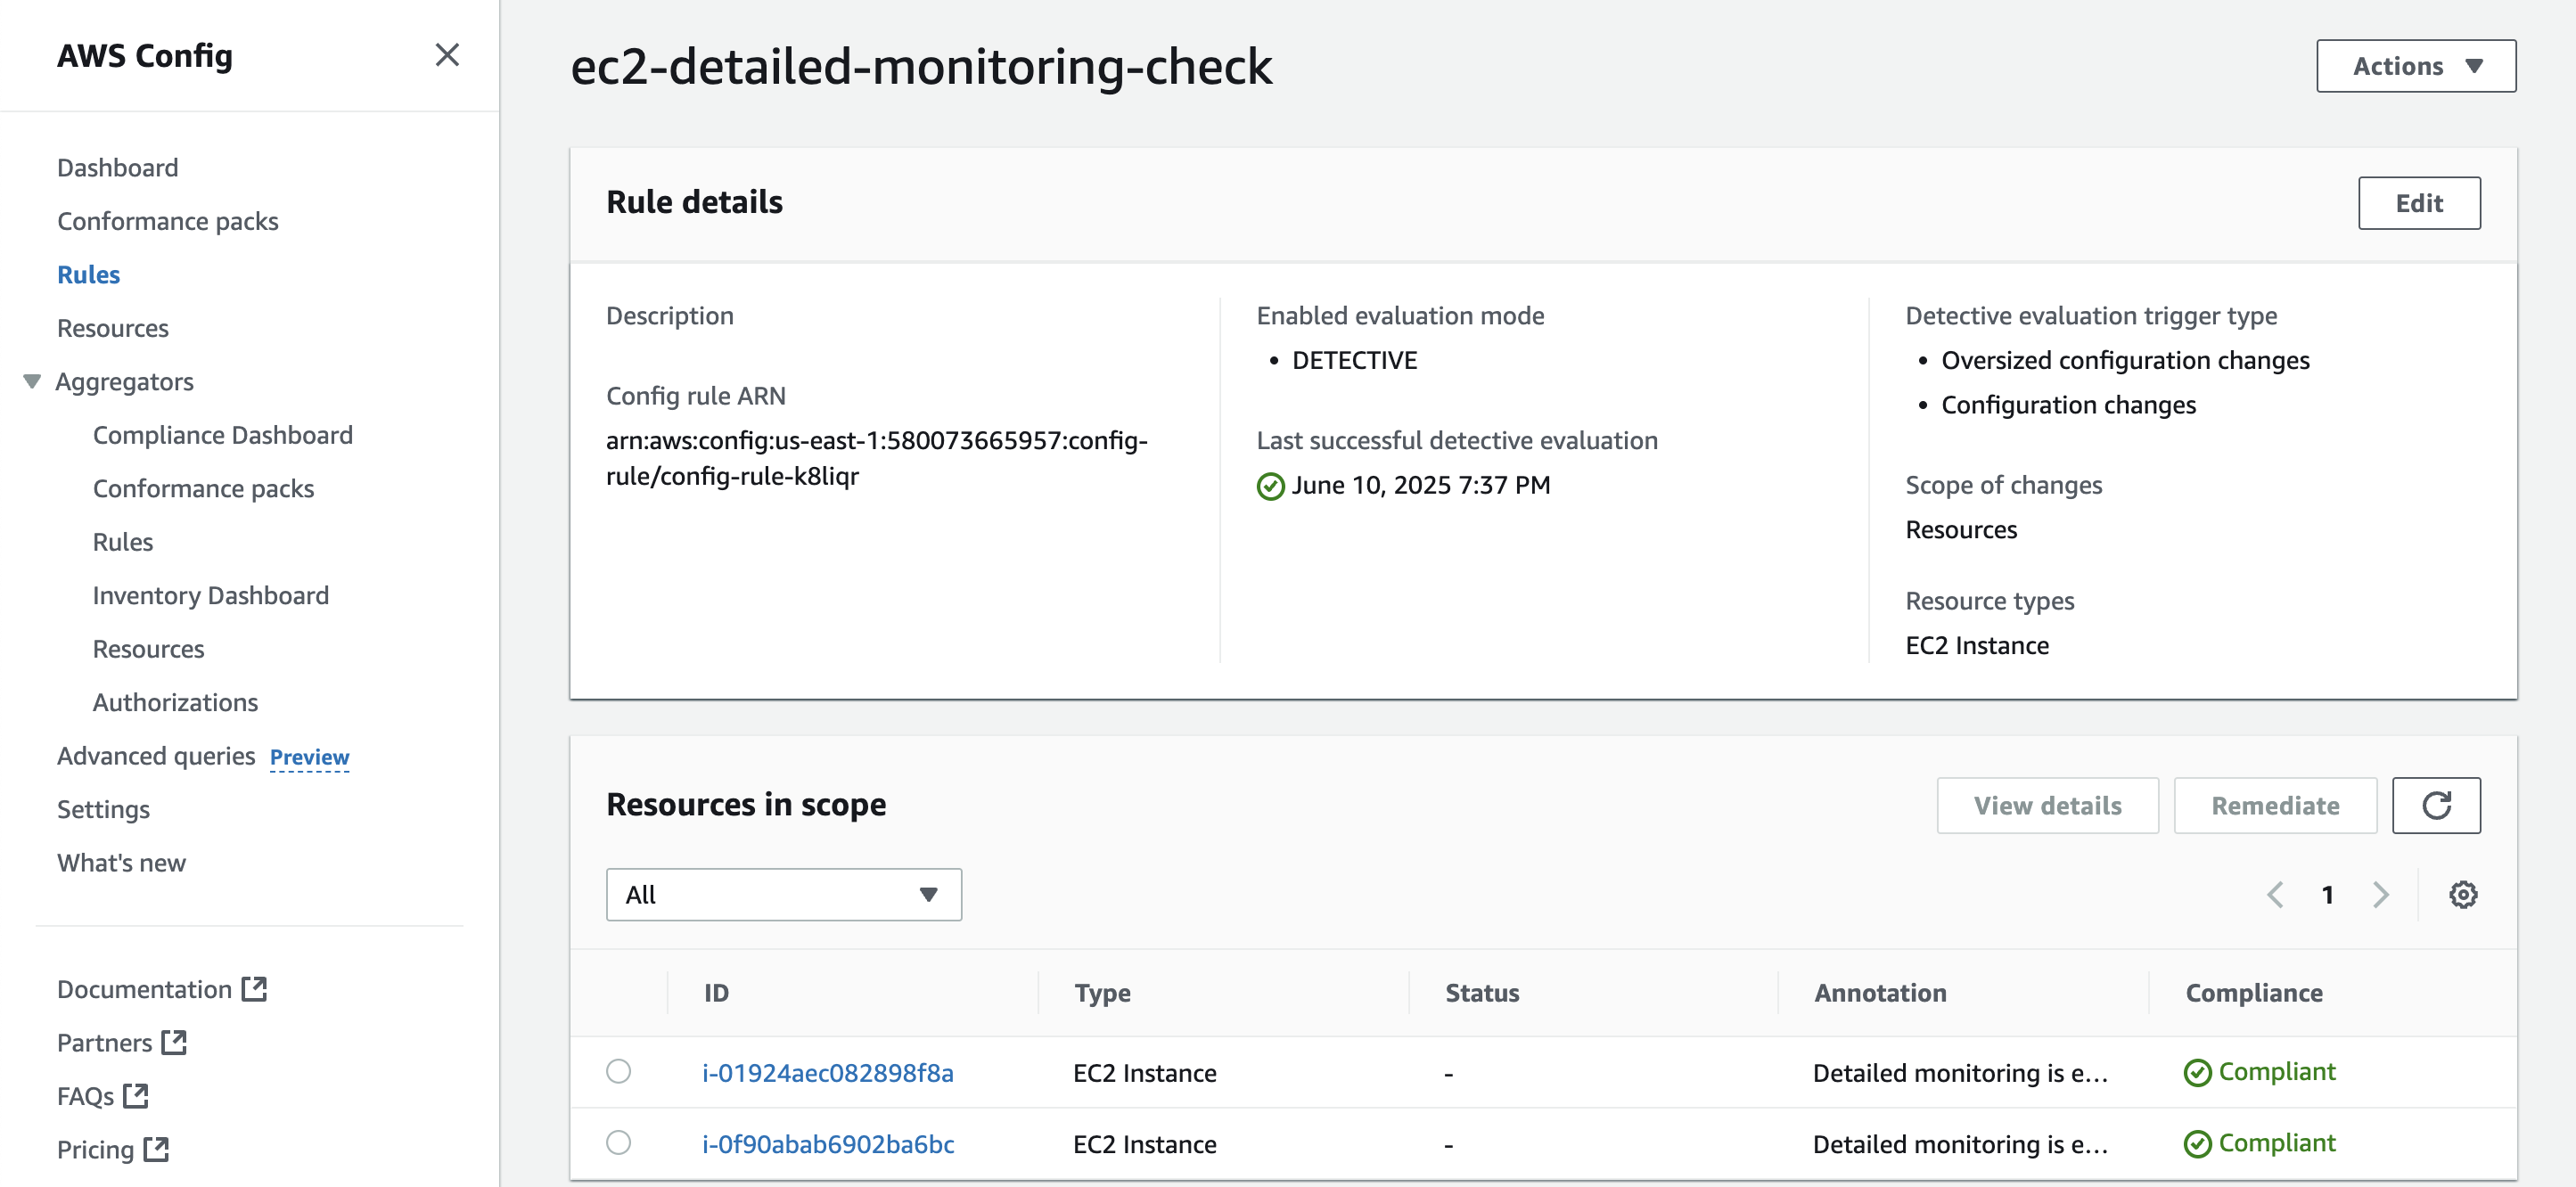 AWS Config
Dashboard
Conformance packs
Rules
Resources
Aggregators
Compliance Dashboard
Conformance packs
Rules
Inventory Dashboard
Resources
Authorizations
Advanced queries Preview
Settings
What's new
Documentation
Partners
FAQs
Pricing
ec2-detailed-monitoring-check
Actions
Rule details
Edit
Description
Config rule ARN
arn:aws:config:us-east-1:580073665957:config-
rule/config-rule-k8liqr
Enabled evaluation mode
• DETECTIVE
Last successful detective evaluation
June 10, 2025 7:37 PM
Detective evaluation trigger type
• Oversized configuration changes
• Configuration changes
Scope of changes
Resources
Resource types
EC2 Instance
Resources in scope
View details
Remediate
All
1
ID Type Status Annotation Compliance
i-01924aec082898f8a EC2 Instance - Detailed monitoring is e… Compliant
i-0f90abab6902ba6bc EC2 Instance - Detailed monitoring is e… Compliant